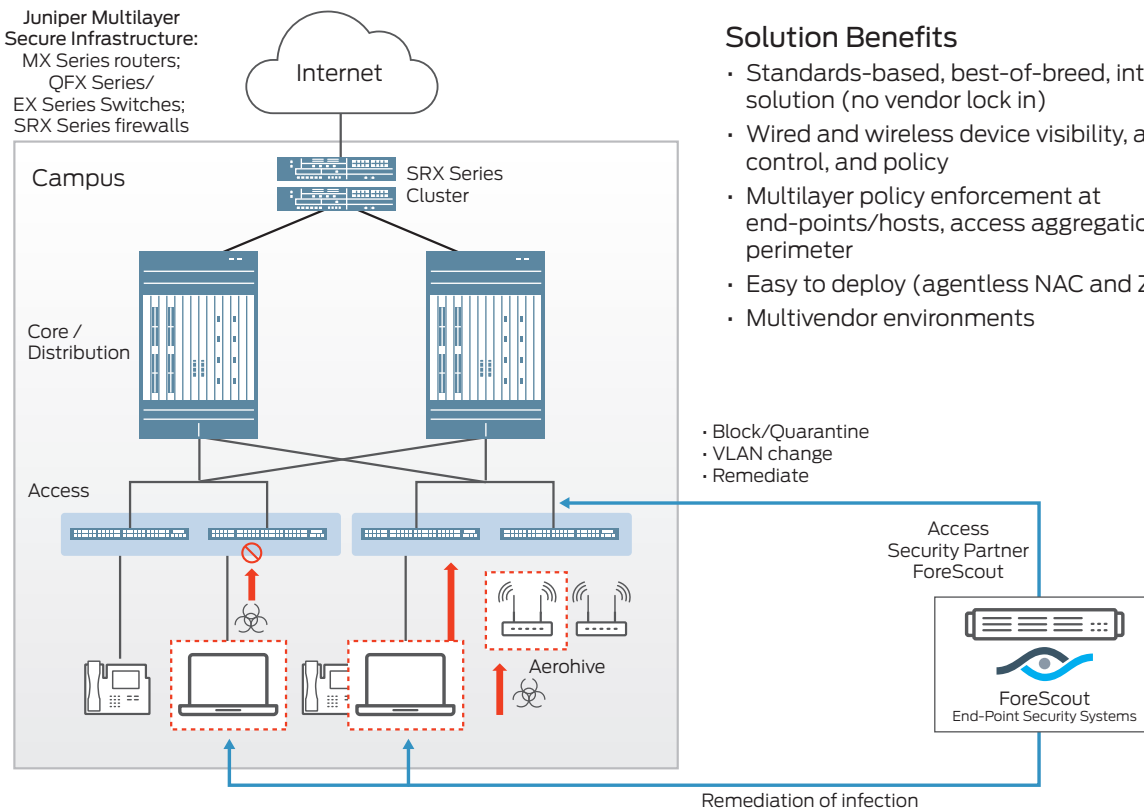 Juniper Multilayer
Secure Infrastructure:
MX Series routers;
QFX Series/
EX Series Switches;
SRX Series firewalls
Internet
Solution Benefits
· Standards-based, best-of-breed, int
solution (no vendor lock in)
· Wired and wireless device visibility, a
control, and policy
· Multilayer policy enforcement at
end-points/hosts, access aggregatio
perimeter
· Easy to deploy (agentless NAC and Z
· Multivendor environments
Campus
SRX Series
Cluster
Core /
Distribution
· Block/Quarantine
· VLAN change
· Remediate
Access
Access
Security Partner
ForeScout
Aerohive
ForeScout
End-Point Security Systems
Remediation of infection